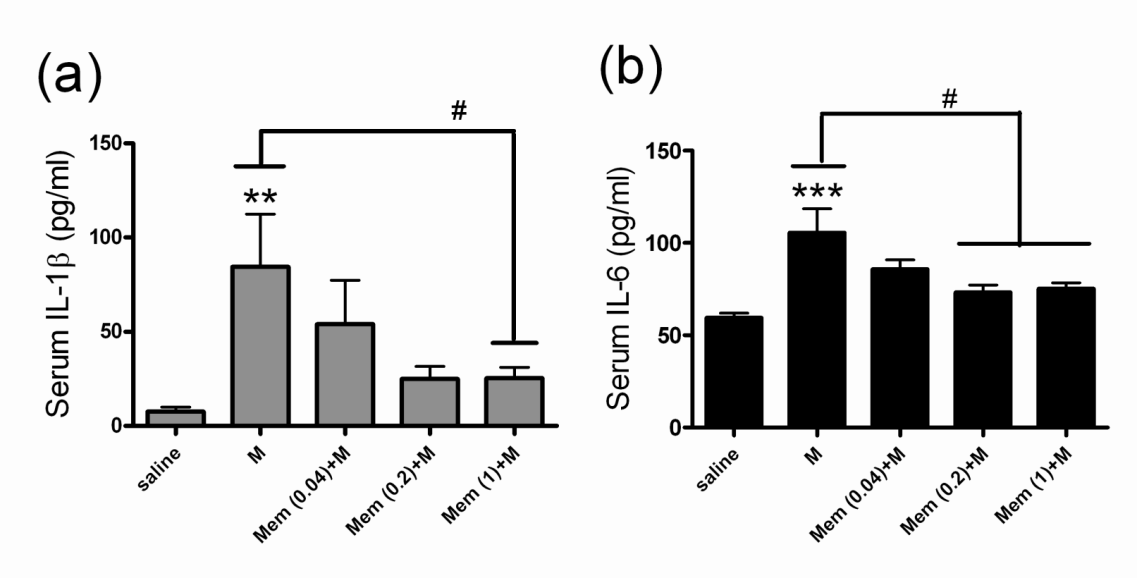 (a)
#
**
Serum IL-1β (pg/ml)
150
100
50
0
saline
M
Mem (0.04)+M
Mem (0.2)+M
Mem (1)+M
(b)
#
***
Serum IL-6 (pg/ml)
150
100
50
0
saline
M
Mem (0.04)+M
Mem (0.2)+M
Mem (1)+M